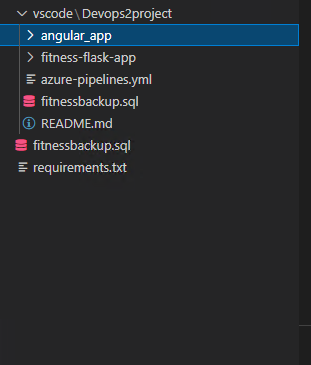 vscode\Devops2project
angular_app
fitness-flask-app
azure-pipelines.yml
fitnessbackup.sql
README.md
fitnessbackup.sql
requirements.txt